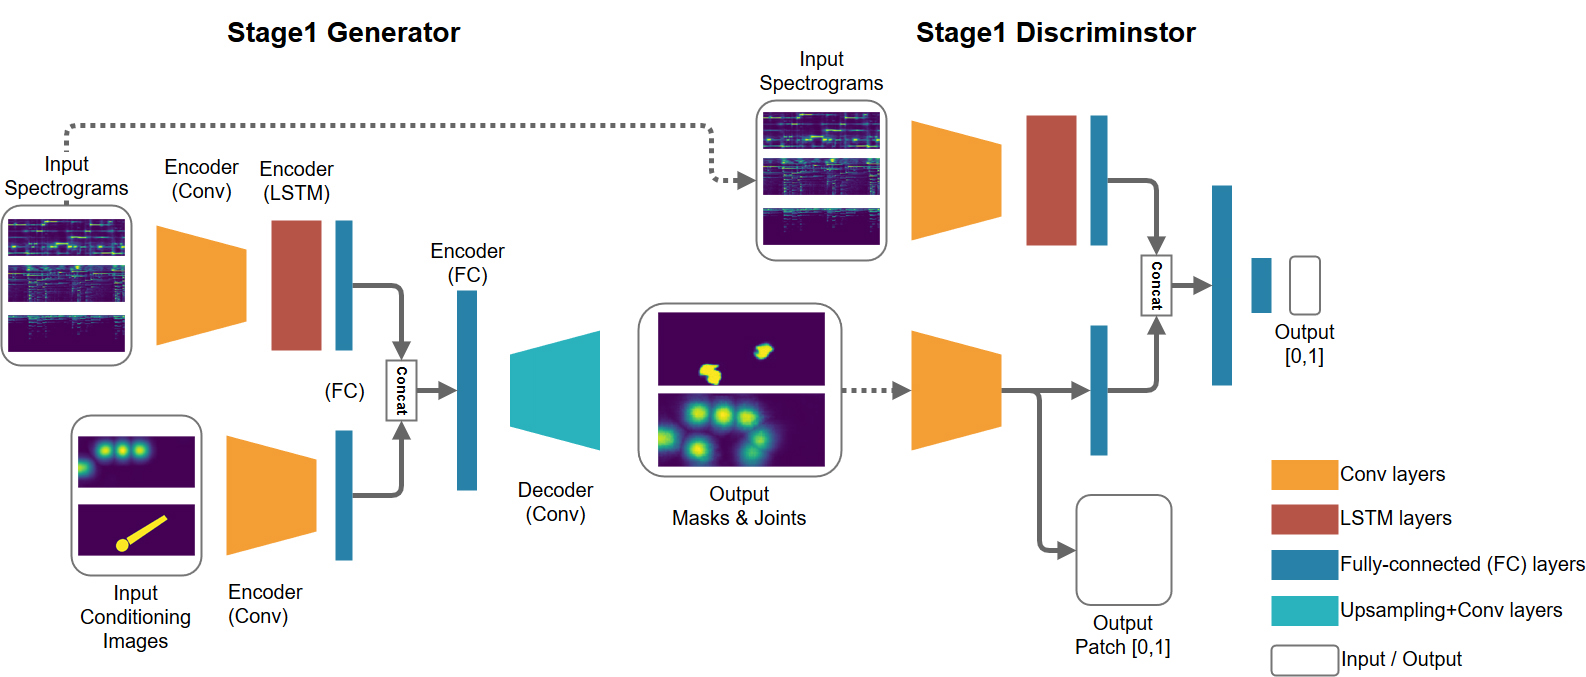 Stage1 Generator
Stage1 Discriminstor
Input
Spectrograms
Input
Spectrograms
Encoder
(Conv)
Encoder
(LSTM)
Encoder
(FC)
(FC)
Concat
Concat
Output
[0,1]
Decoder
(Conv)
Output
Masks & Joints
Input
Conditioning
Images
Encoder
(Conv)
Output
Patch [0,1]
Conv layers
LSTM layers
Fully-connected (FC) layers
Upsampling+Conv layers
Input / Output